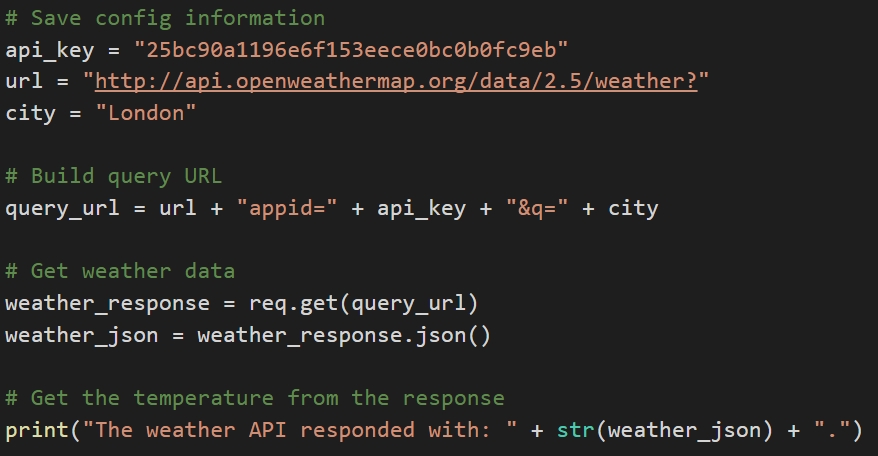 # Save config information
api_key = "25bc90a1196e6f153eece0bc0b0fc9eb"
url = "http://api.openweathermap.org/data/2.5/weather?"
city = "London"
# Build query URL
query_url = url + "appid=" + api_key + "&q=" + city
# Get weather data
weather_response = req.get(query_url)
weather_json = weather_response.json()
# Get the temperature from the response
print("The weather API responded with: " + str(weather_json) + ".")